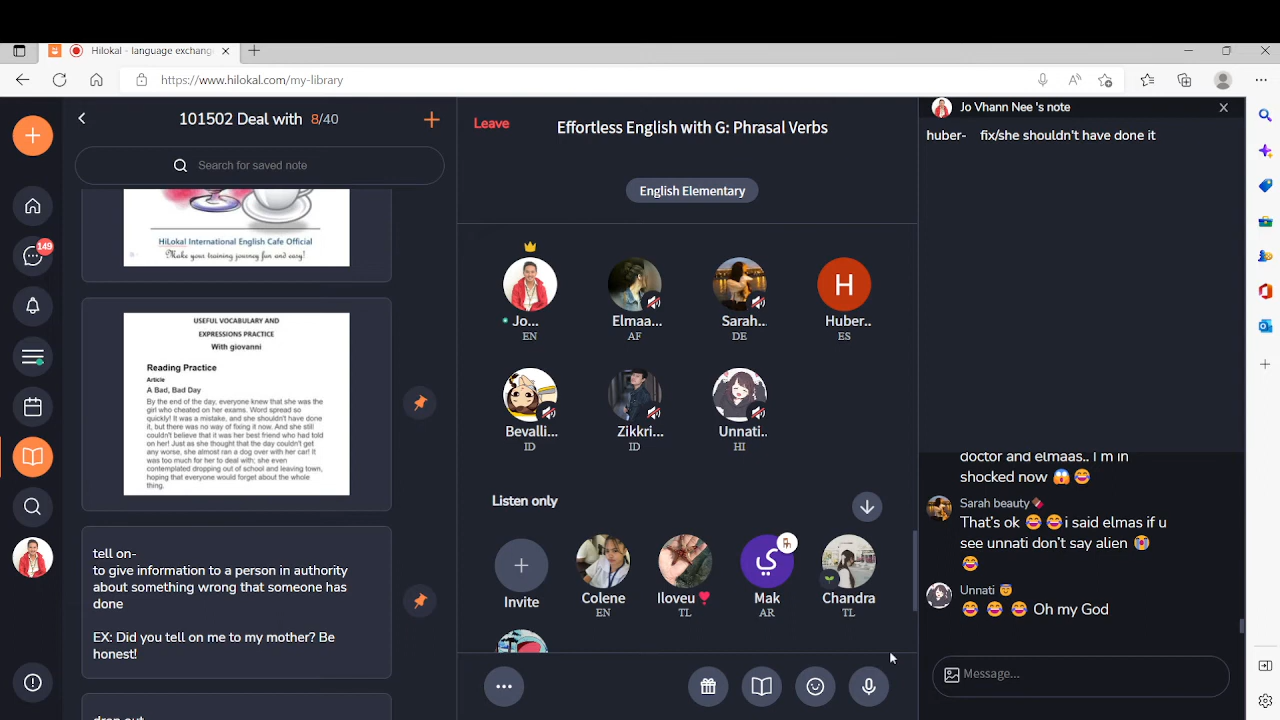 Hilokal - language exchang
https://www.hilokal.com/my-library
149
101502 Deal with 8/40
Search for saved note
HiLokal International English Cafe Official
Make your training journey fun and easy!
USEFUL VOCABULARY AND
EXPRESSIONS PRACTICE
With giovanni
Reading Practice
Article
A Bad, Bad Day
By the end of the day, everyone knew that she was the
girl who cheated on her exams. Word spread so
quickly! It was a mistake, and she shouldn't have done
it, but there was no way of fixing it now. And she still
couldn't believe that it was her best friend who had told
on her! Just as she thought that the day couldn't get
any worse, she almost ran a dog over with her car! It
was too much for her to deal with; she even
contemplated dropping out of school and leaving town,
hoping that everyone would forget about the whole
thing.
tell on-
to give information to a person in authority
about something wrong that someone has
done
EX: Did you tell on me to my mother? Be
honest!
drop out
Leave
Effortless English with G: Phrasal Verbs
English Elementary
Jo...
EN
Elmaa...
AF
Sarah...
DE
H
Huber...
ES
Bevalli...
ID
Zikkri...
ID
Unnati...
HI
Listen only
Invite
Colene
EN
Iloveu
TL
ي
Mak
AR
Chandra
TL
Jo Vhann Nee 's note
huber- fix/she shouldn't have done it
doctor and elmaas.. I m in
shocked now 😱😂
Sarah beauty
That's ok 😂😂i said elmas if u
see unnati don't say alien 😭
😂
Unnati 😇
😂 😂 😂 Oh my God
Message...